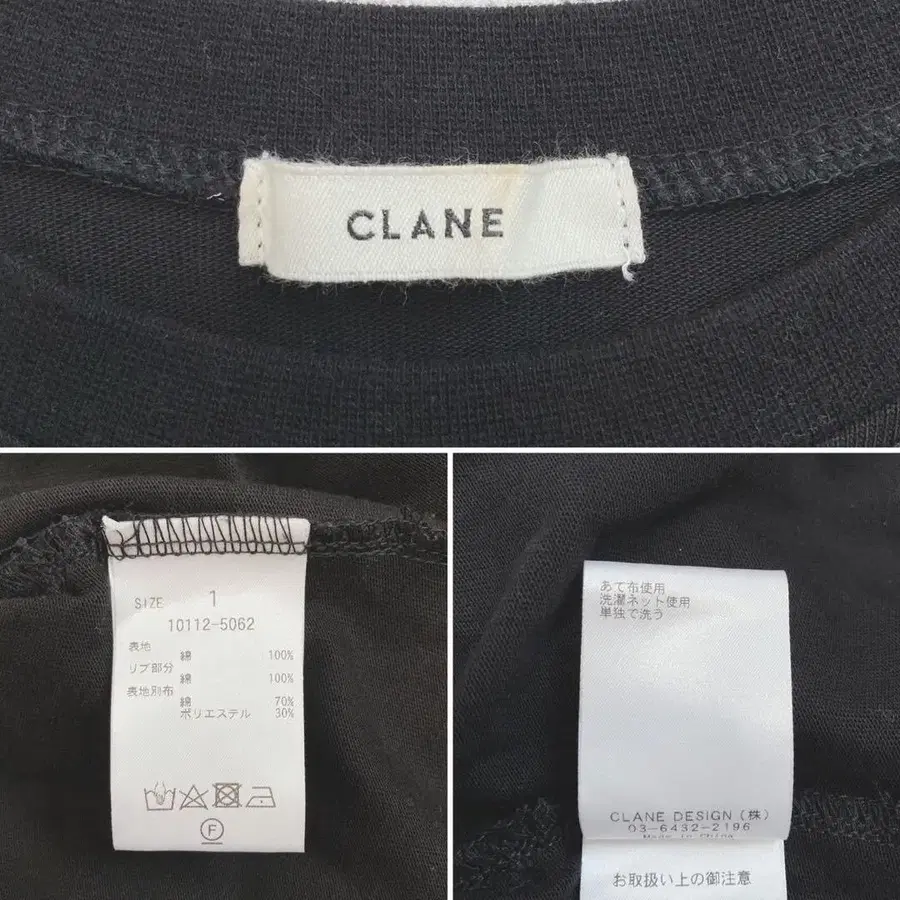 CLANE
SIZE 1
10112-5062
表地
綿 100%
リブ部分
綿 100%
表地別布
綿 70%
ポリエステル 30%
F
あて布使用
洗濯ネット使用
単独で洗う
CLANE DESIGN (株)
03-6432-2196
Made in China
お取扱い上の御注意